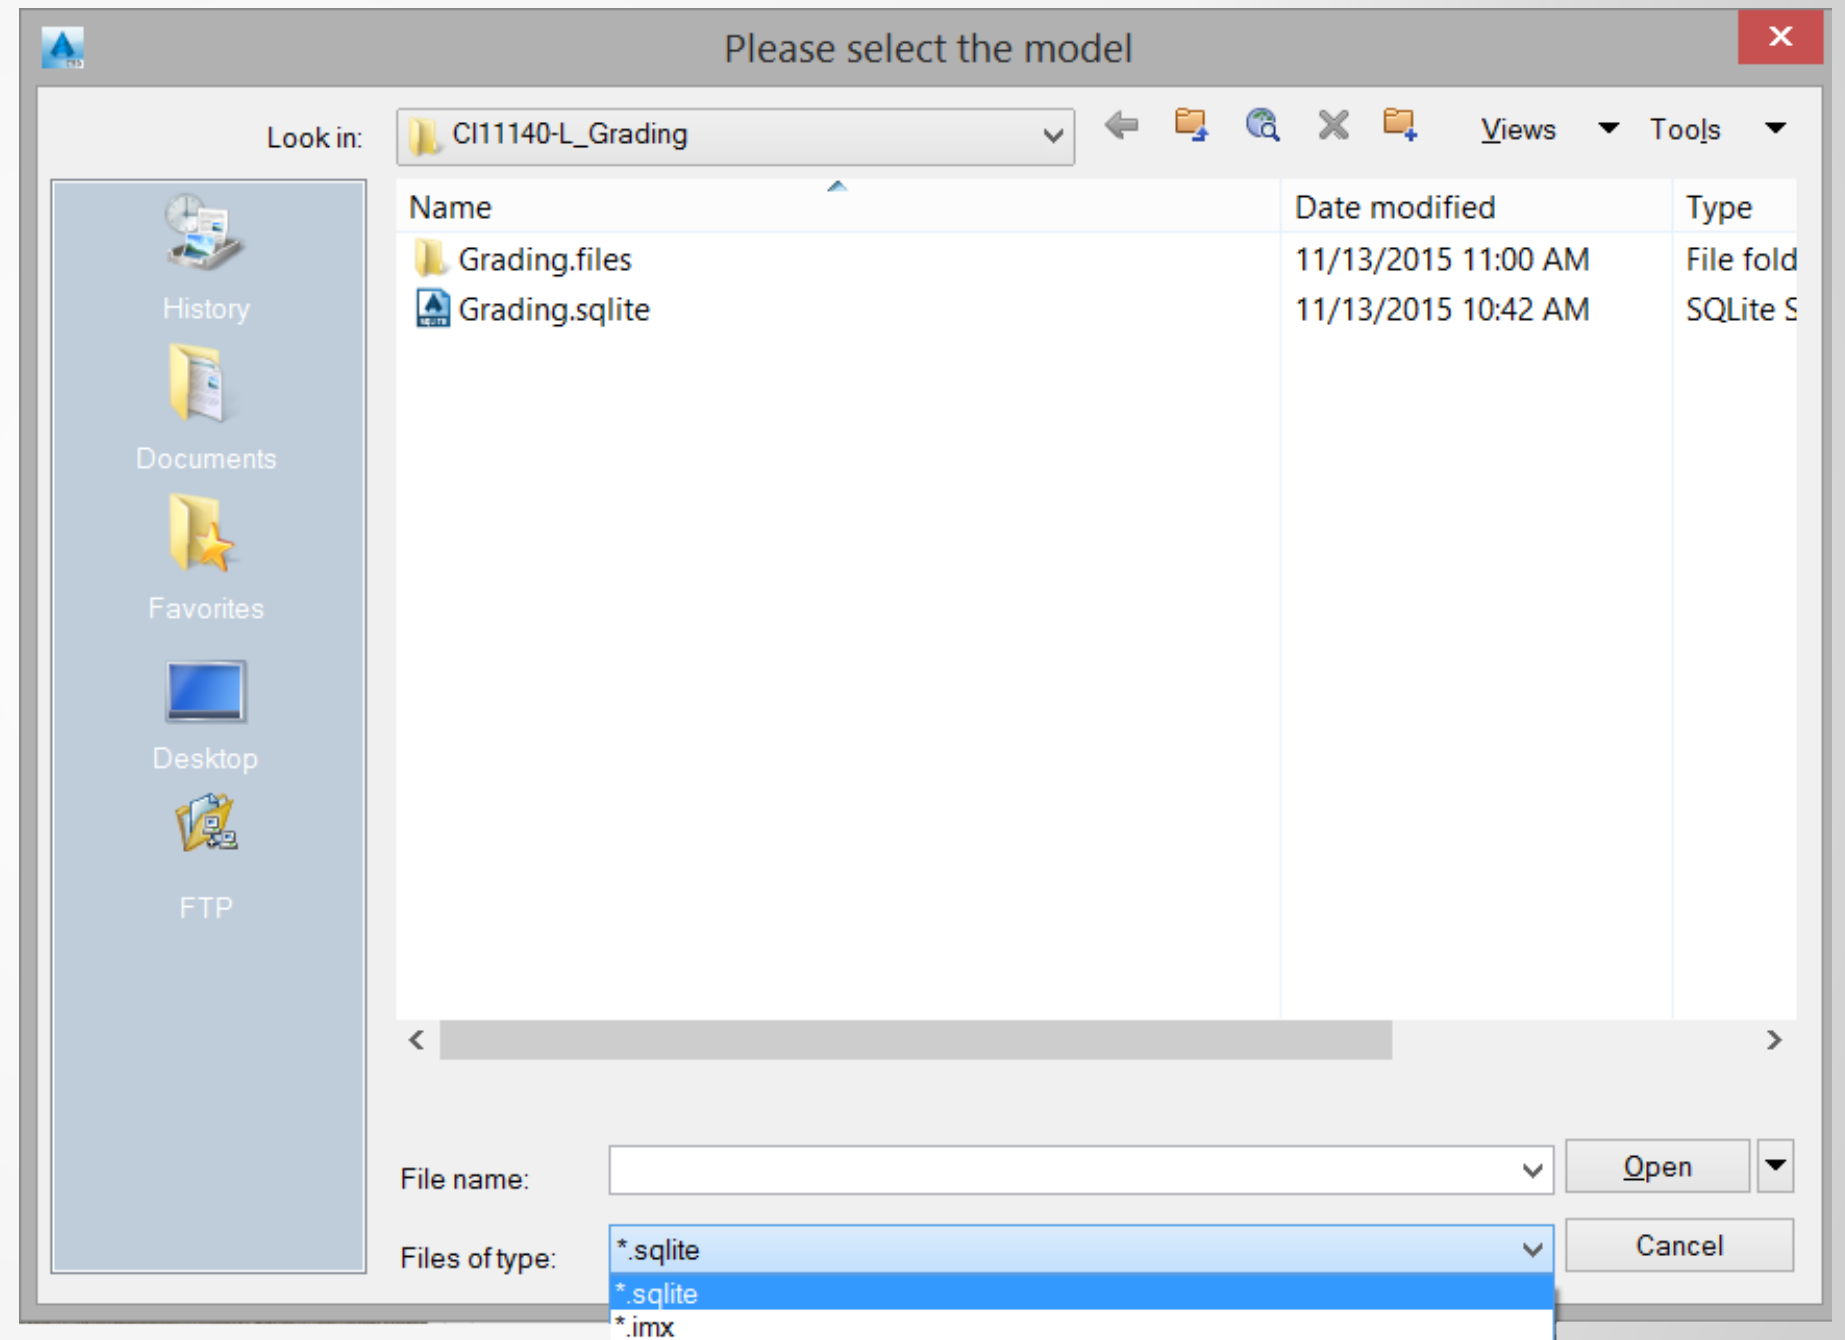 Please select the model
Look in: CI11140-L_Grading Views Tools
Name Date modified Type
Grading.files 11/13/2015 11:00 AM File fold
Grading.sqlite 11/13/2015 10:42 AM SQLite S
History
Documents
Favorites
Desktop
FTP
File name: Open
Files of type: *.sqlite Cancel
*.sqlite
*.imx